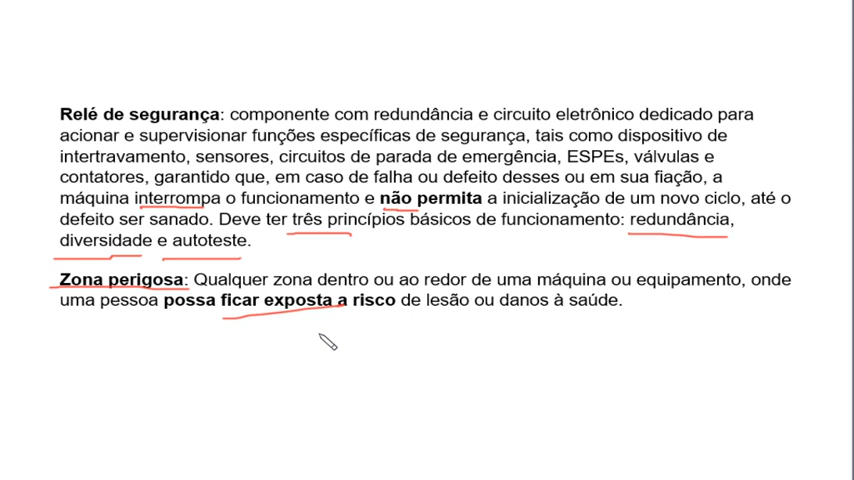 Relé de segurança: componente com redundância e circuito eletrônico dedicado para
acionar e supervisionar funções específicas de segurança, tais como dispositivo de
intertravamento, sensores, circuitos de parada de emergência, ESPEs, válvulas e
contatores, garantido que, em caso de falha ou defeito desses ou em sua fiação, a
máquina interrompa o funcionamento e não permita a inicialização de um novo ciclo, até o
defeito ser sanado. Deve ter três princípios básicos de funcionamento: redundância,
diversidade e autoteste.
Zona perigosa: Qualquer zona dentro ou ao redor de uma máquina ou equipamento, onde
uma pessoa possa ficar exposta a risco de lesão ou danos à saúde.